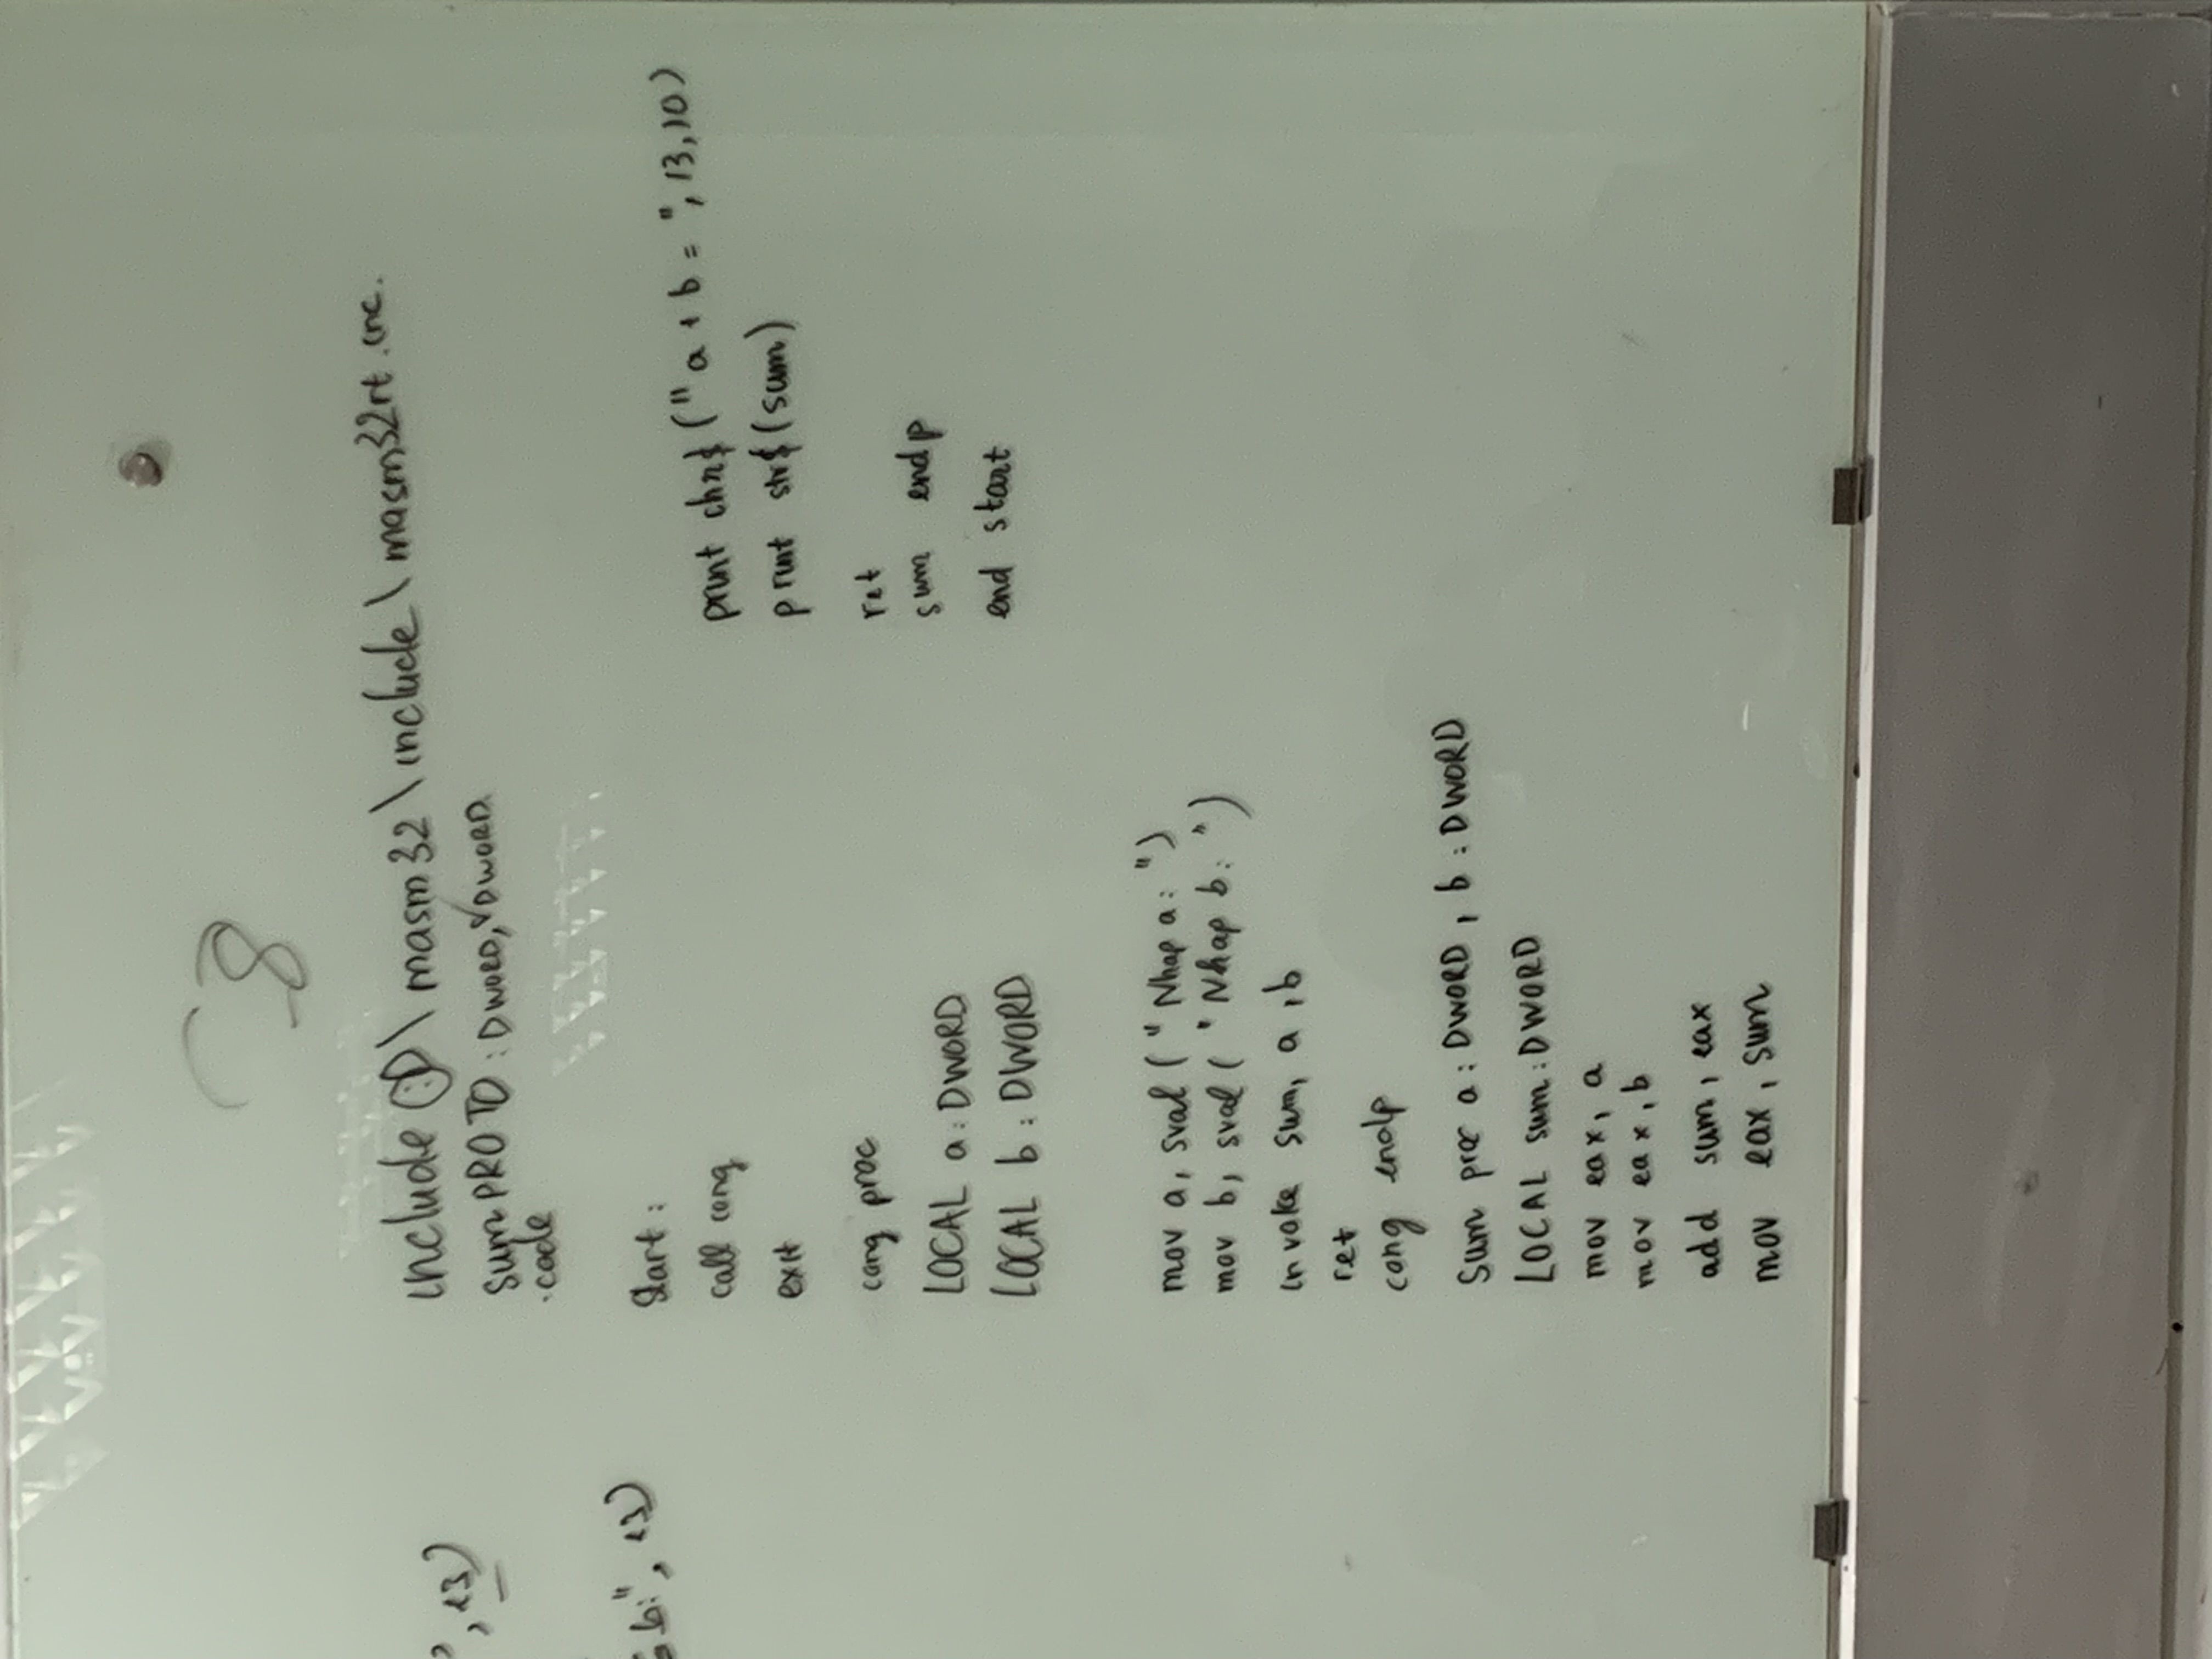 8
", 13)
b:", 13)
include :D\masm32\include\masm32rt.inc.
sum PROTO : DWORD, :DWORD
.code
Start :
call cong
exit
cong proc
LOCAL a : DWORD
LOCAL b : DWORD
mov a, sval ( " Nhap a : " )
mov b, sval ( " Nhap b : " )
invoke sum, a , b
ret
cong endp
Sum proc a : DWORD , b : DWORD
LOCAL sum : DWORD
mov eax, a
mov eax, b
add sum, eax
mov eax, sum
print chr$ (" a + b = ", 13,10)
print str$ (sum)
ret
sum endp
end start